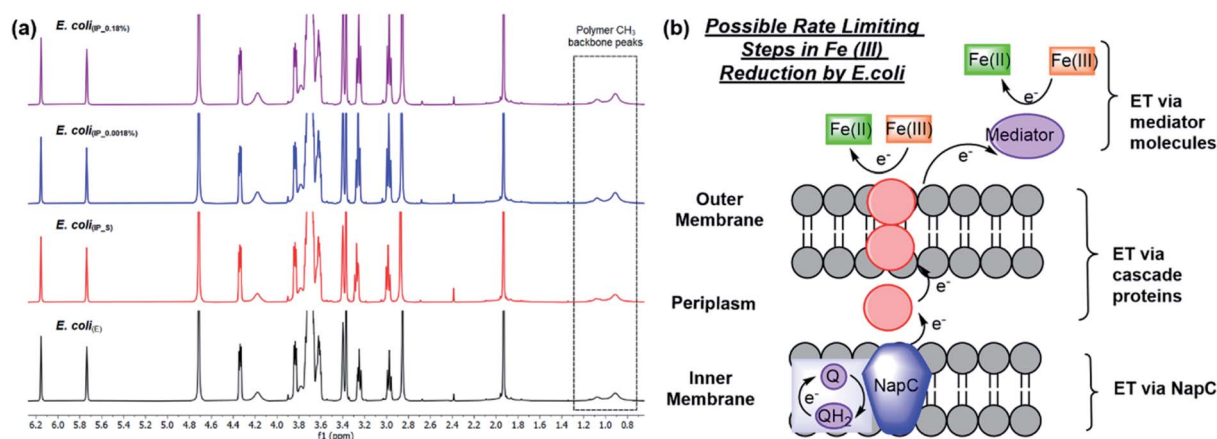 (a)
E. coli(IP_0.18%)
E. coli(IP_0.0018%)
E. coli(IP_S)
E. coli(E)
Polymer CH3
backbone peaks
6.2 6.0 5.8 5.6 5.4 5.2 5.0 4.8 4.6 4.4 4.2 4.0 3.8 3.6 3.4 3.2 3.0 2.8 2.6 2.4 2.2 2.0 1.8 1.6 1.4 1.2 1.0 0.8
f1 (ppm)
(b)
Possible Rate Limiting
Steps in Fe (III)
Reduction by E.coli
Fe(II) Fe(III)
e-
Mediator
ET via
mediator
molecules
Fe(II) Fe(III)
e-
e-
Outer
Membrane
Periplasm
e-
e-
ET via
cascade
proteins
Inner
Membrane
Q
e-
QH2
NapC
ET via NapC